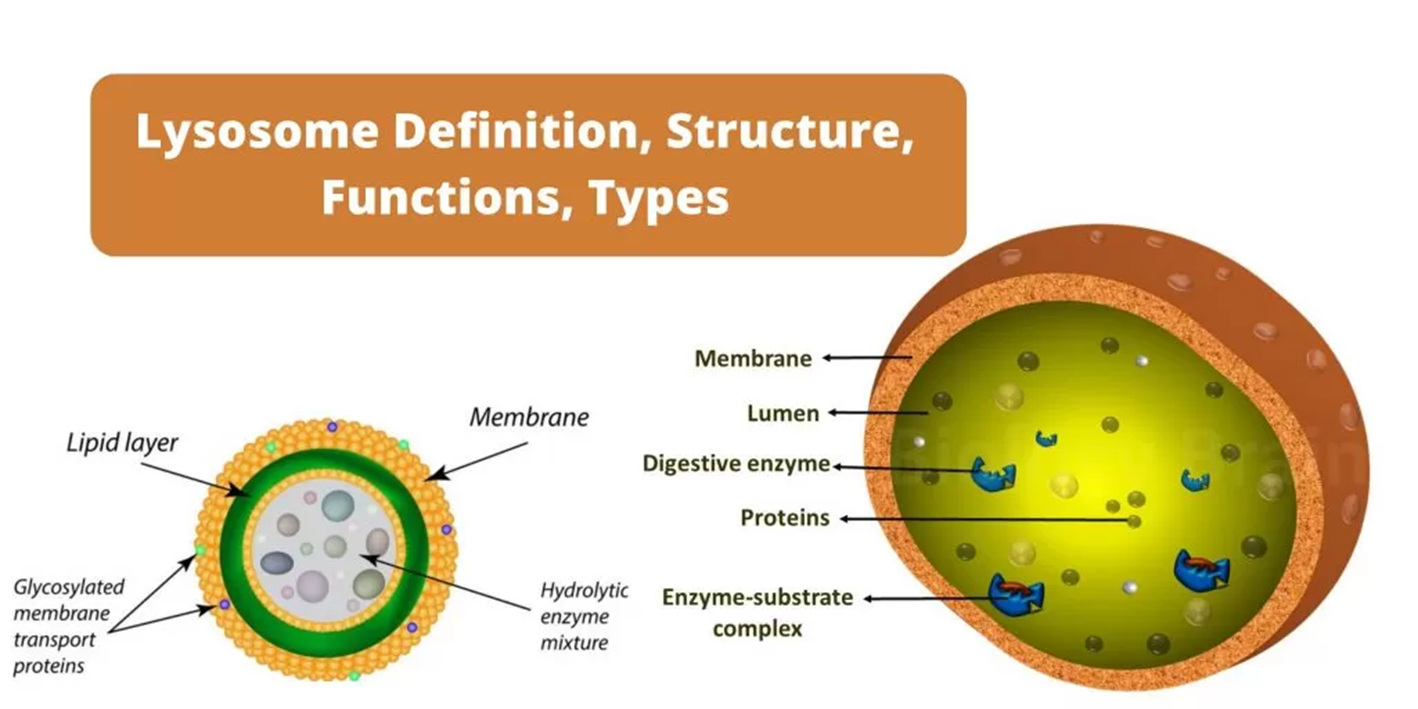 Lysosome Definition, Structure,
Functions, Types
Membrane
Lumen
Digestive enzyme
Proteins
Enzyme-substrate
complex
Lipid layer
Membrane
Glycosylated
membrane
transport
proteins
Hydrolytic
enzyme
mixture